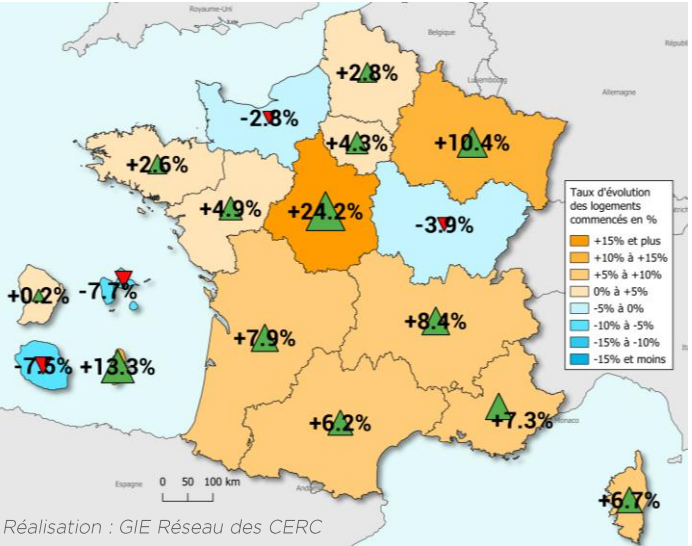 Royaume-Uni
Belgique
Luxembourg
Allemagne
+2.8%
-2.8%
+4.3%
+10.4%
+2.6%
+4.9%
+24.2%
-3.9%
Taux d'évolution
des logements
commencés en %
+15% et plus
+10% à +15%
+5% à +10%
0% à +5%
-5% à 0%
-10% à -5%
-15% à -10%
-15% et moins
+0.2%
-7.7%
+7.9%
+8.4%
-7.6%
+13.3%
+6.2%
+7.3%
Monaco
+6.7%
Espagne
0 50 100 km
Réalisation : GIE Réseau des CERC